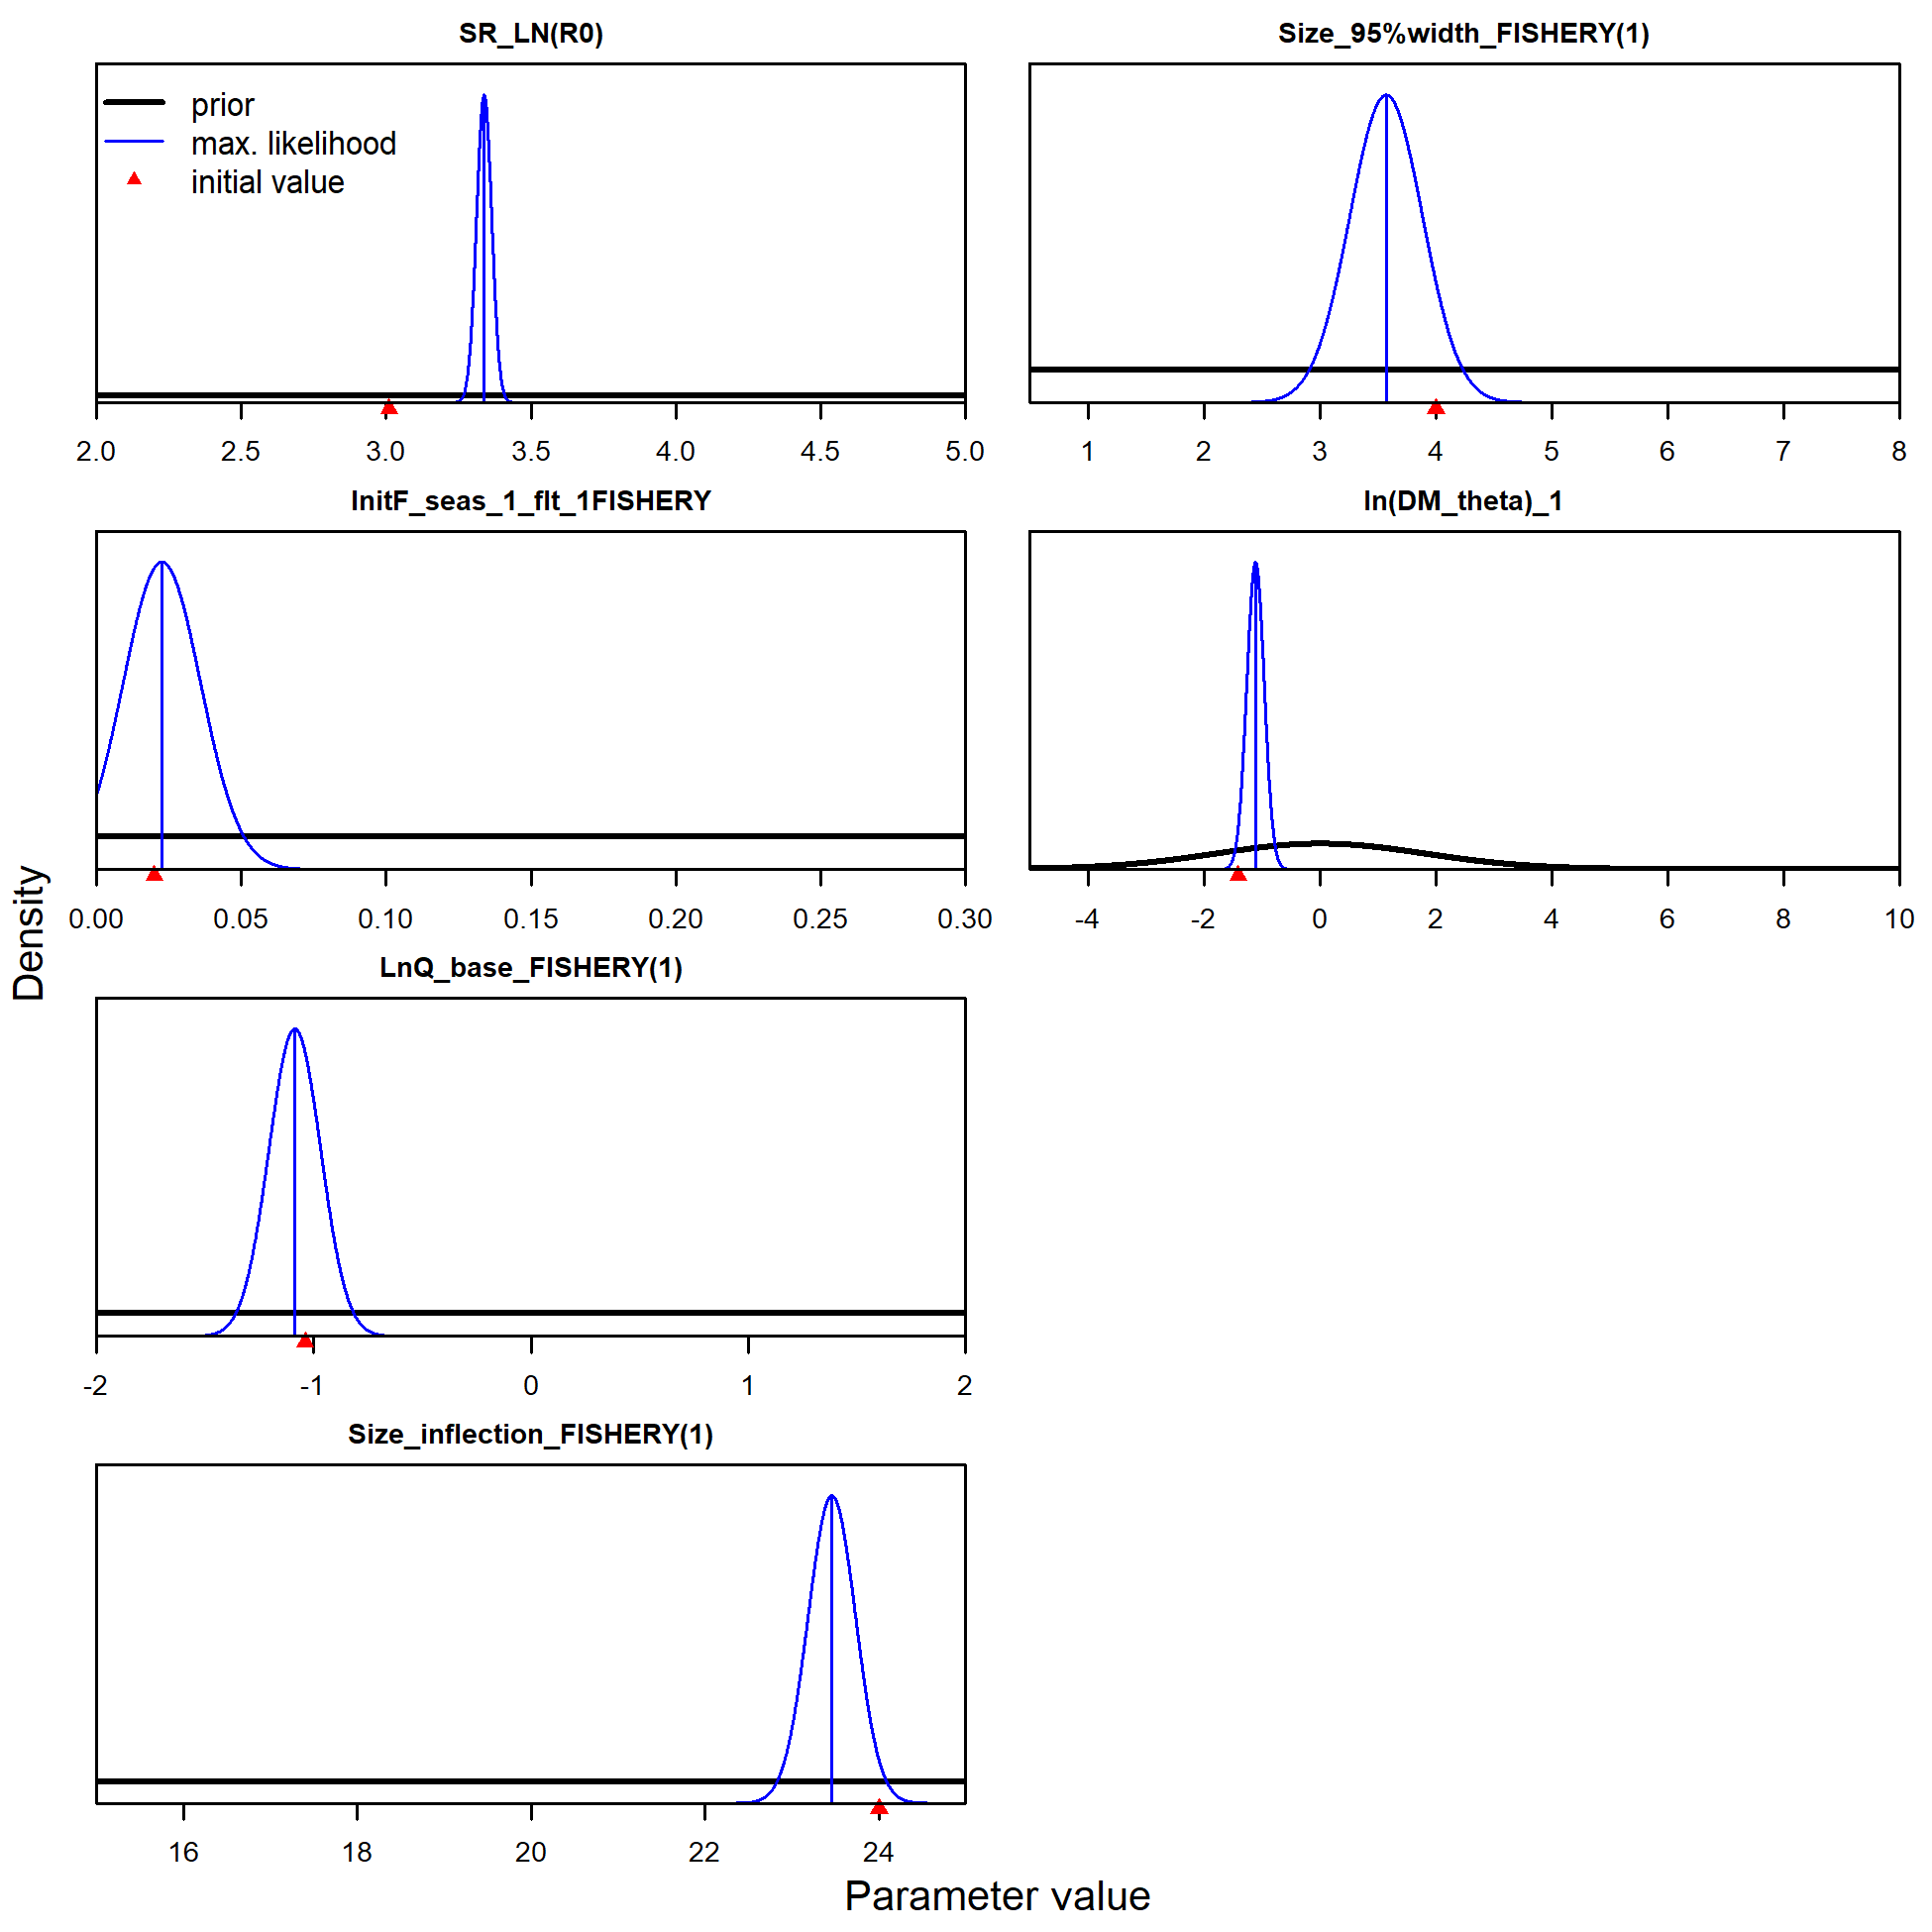 SR_LN(R0)
prior
max. likelihood
initial value
2.0 2.5 3.0 3.5 4.0 4.5 5.0
Size_95%width_FISHERY(1)
1 2 3 4 5 6 7 8
InitF_seas_1_flt_1FISHERY
0.00 0.05 0.10 0.15 0.20 0.25 0.30
ln(DM_theta)_1
-4 -2 0 2 4 6 8 10
LnQ_base_FISHERY(1)
-2 -1 0 1 2
Size_inflection_FISHERY(1)
16 18 20 22 24
Density
Parameter value